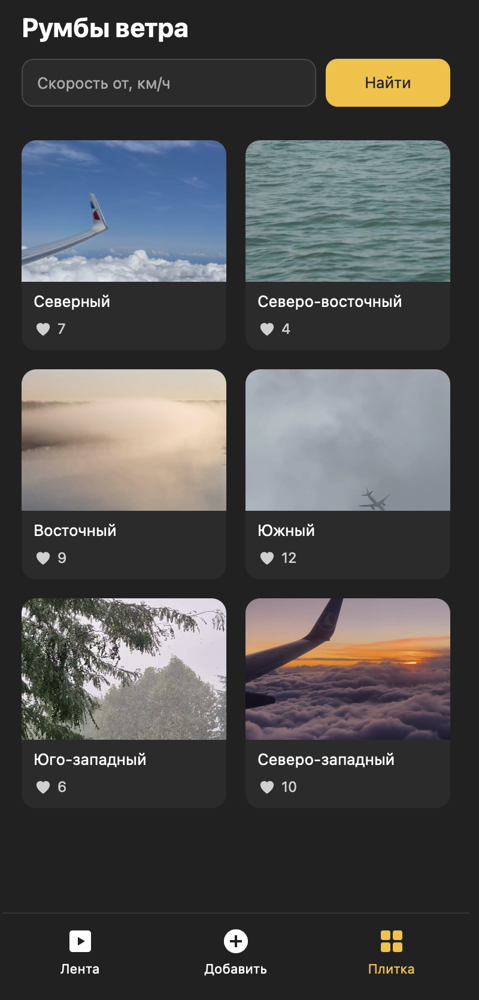 Румбы ветра
Скорость от, км/ч
Найти
Северный
Северо-восточный
7
4
Восточный
Южный
9
12
Юго-западный
Северо-западный
6
10
Лента
Добавить
Плитка